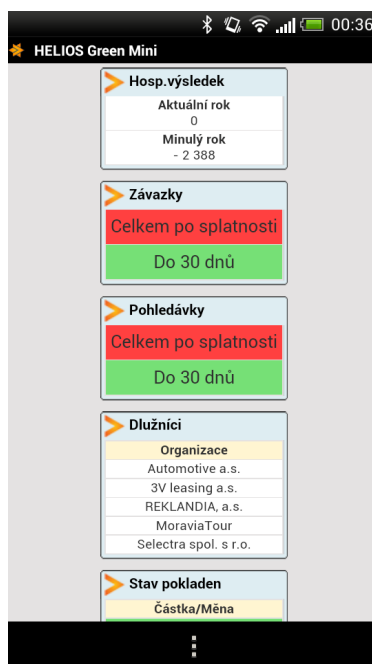 00:36
HELIOS Green Mini
Hosp.výsledek
Aktuální rok
0
Minulý rok
- 2 388
Závazky
Celkem po splatnosti
Do 30 dnů
Pohledávky
Celkem po splatnosti
Do 30 dnů
Dlužníci
Organizace
Automotive a.s.
3V leasing a.s.
REKLANDIA, a.s.
MoraviaTour
Selectra spol. s r.o.
Stav pokladen
Částka/Měna